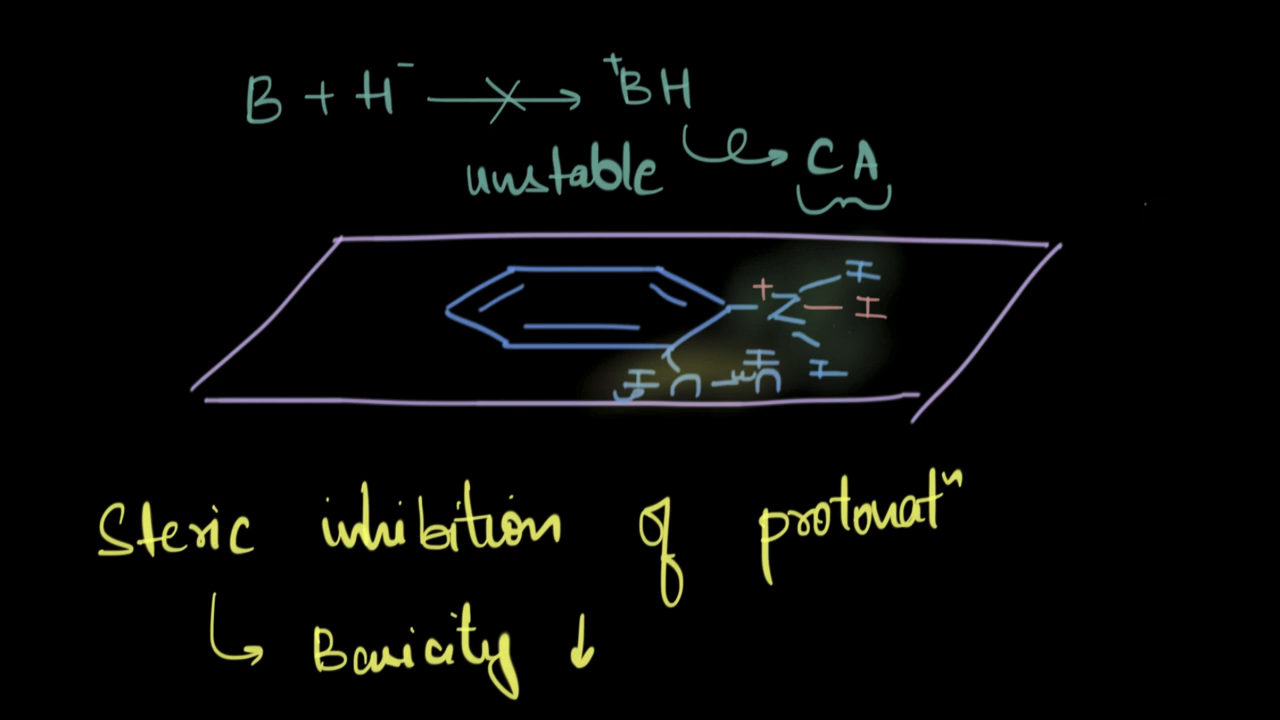 B + H⁻ ⟶ ⁺BH
unstable CA
+ N H
H
H C - H H
H
Steric inhibition of protonatⁿ
Basicity ↓